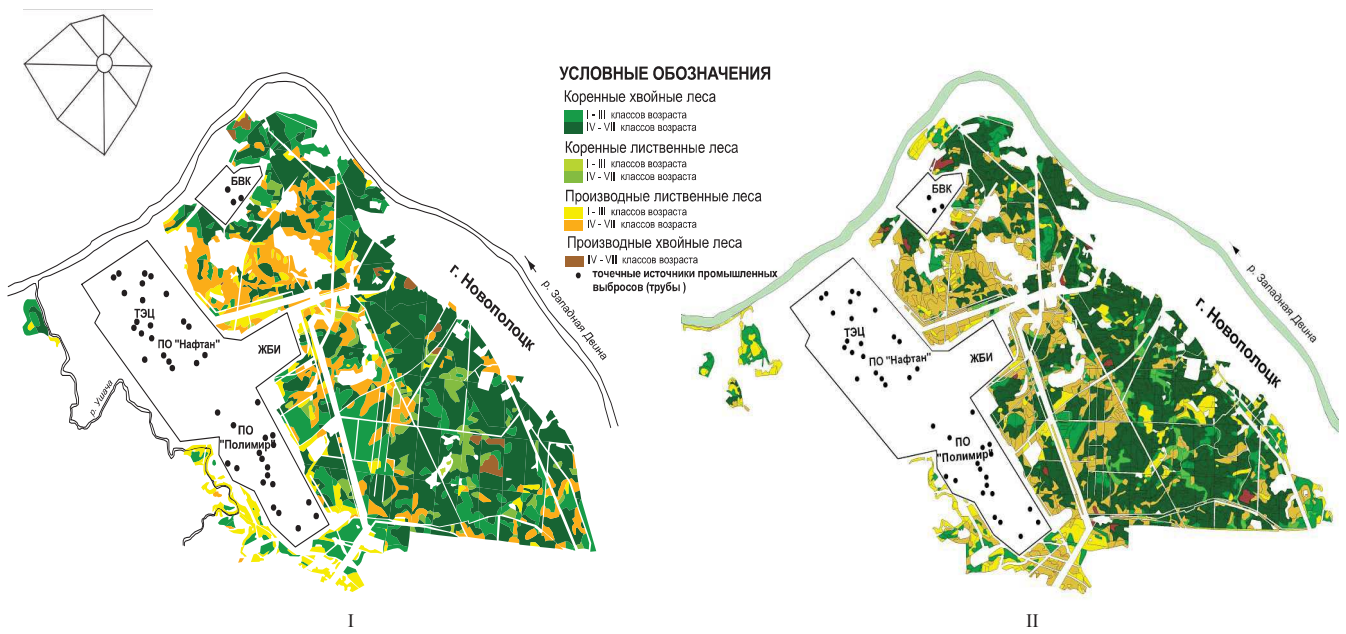 УСЛОВНЫЕ ОБОЗНАЧЕНИЯ
Коренные хвойные леса
I - III классов возраста
IV - VII классов возраста
Коренные лиственные леса
I - III классов возраста
IV - VII классов возраста
Производные лиственные леса
I - III классов возраста
IV - VII классов возраста
Производные хвойные леса
IV - VII классов возраста
точечные источники промышленных
выбросов (трубы )
БВК
ТЭЦ
ПО "Нафтан"
ЖБИ
ПО
"Полимир"
р. Ушача
г. Новополоцк
р. Западная Двина
I
БВК
ТЭЦ
ПО "Нафтан"
ЖБИ
ПО
"Полимир"
г. Новополоцк
р. Западная Двина
II